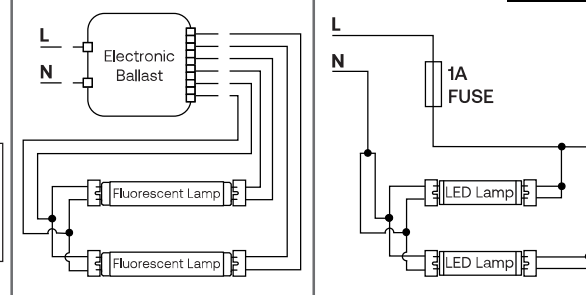 L
N
Electronic
Ballast
Fluorescent Lamp
Fluorescent Lamp
L
N
1A
FUSE
LED Lamp
LED Lamp